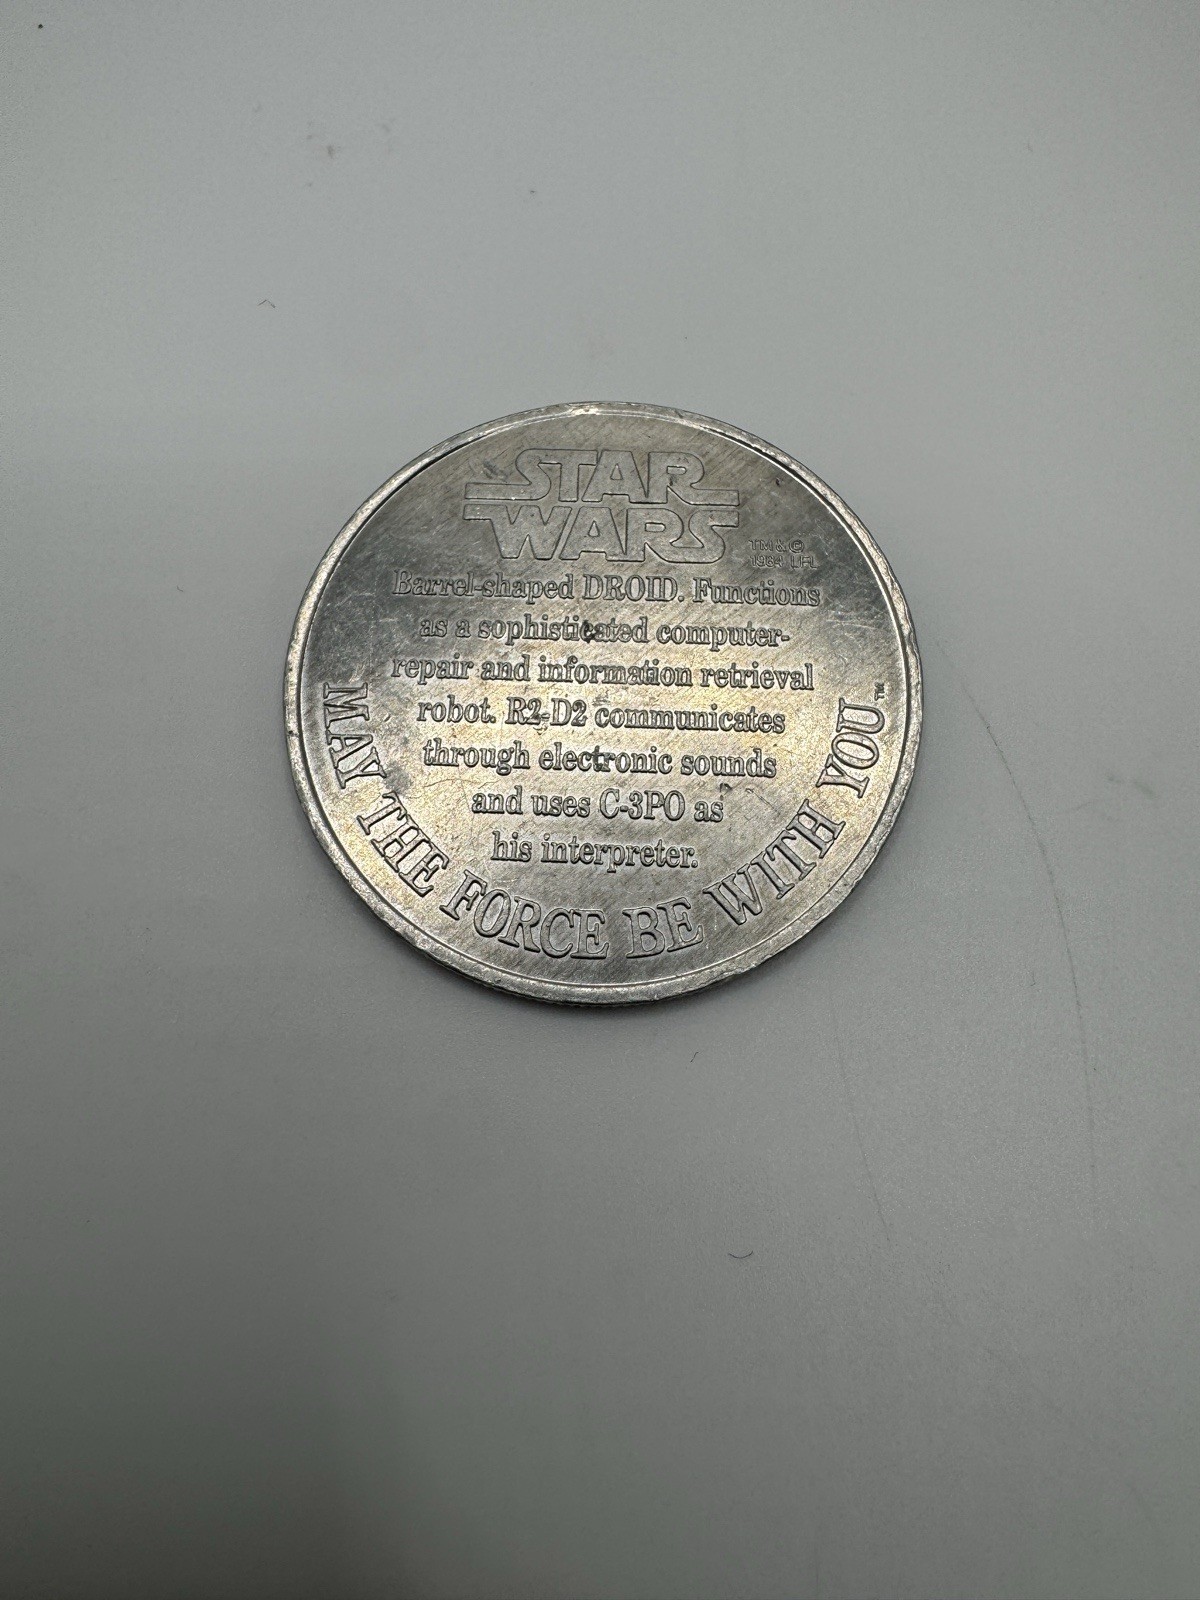 STAR
WARS
TM & ©
1984 LFL
Barrel-shaped DROID. Functions
as a sophisticated computer-
repair and information retrieval
robot. R2-D2 communicates
through electronic sounds
and uses C-3PO as
his interpreter.
MAY THE FORCE BE WITH YOU™